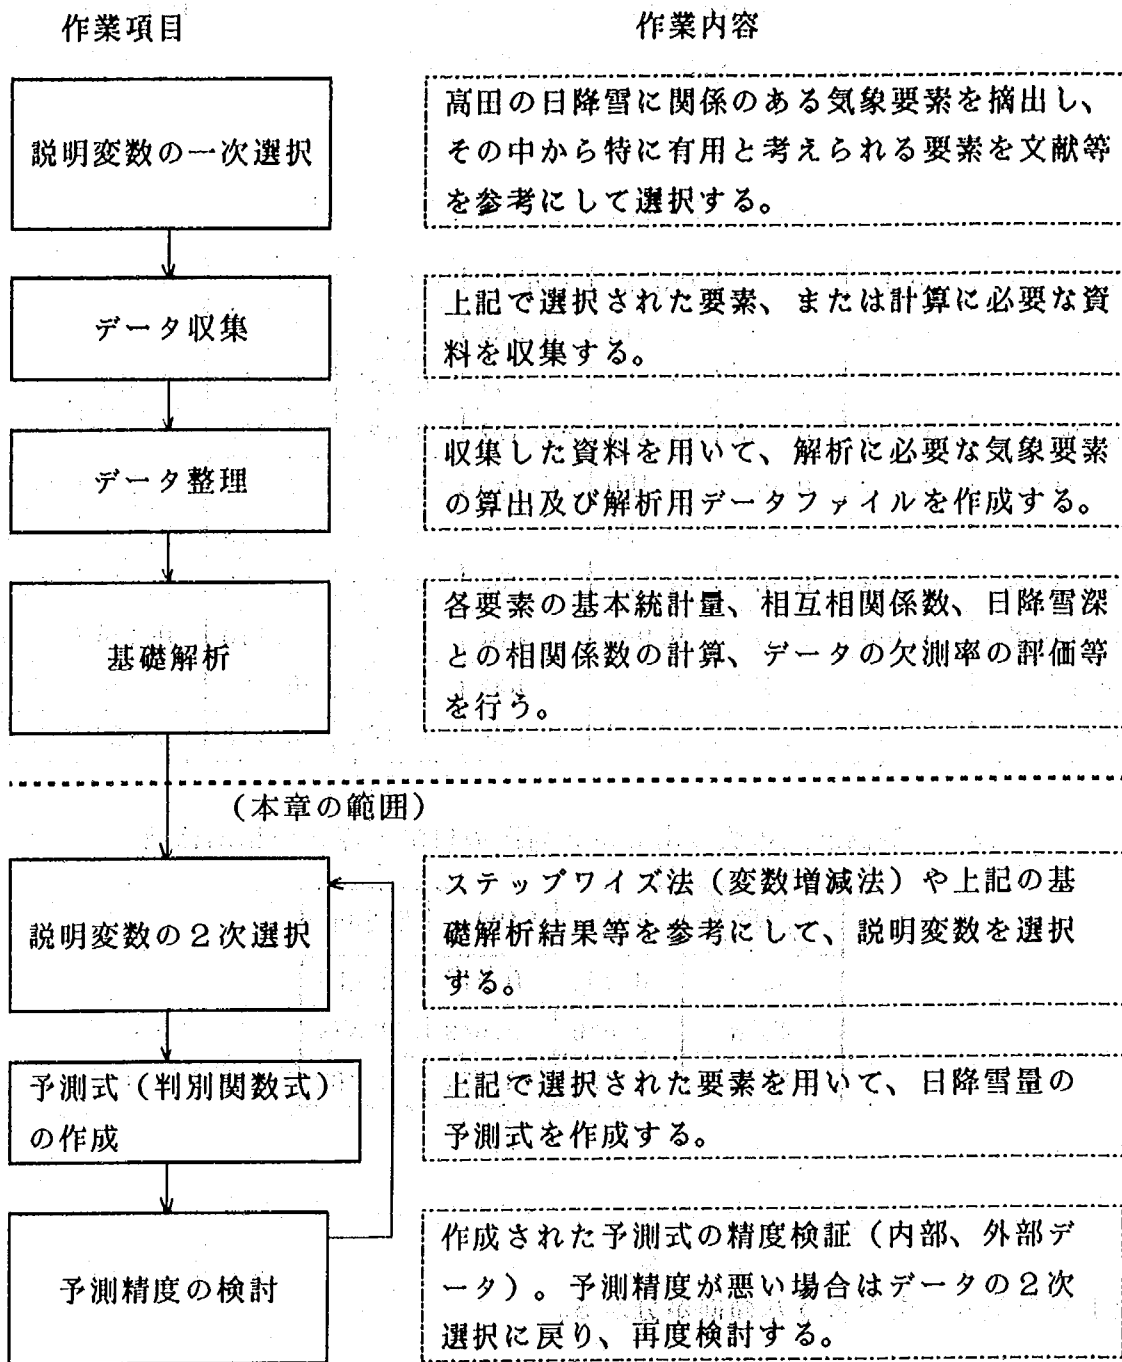 作業項目
作業内容
説明変数の一次選択
高田の日降雪に関係のある気象要素を摘出し、
その中から特に有用と考えられる要素を文献等
を参考にして選択する。
データ収集
上記で選択された要素、または計算に必要な資
料を収集する。
データ整理
収集した資料を用いて、解析に必要な気象要素
の算出及び解析用データファイルを作成する。
基礎解析
各要素の基本統計量、相互相関係数、日降雪深
との相関係数の計算、データの欠測率の評価等
を行う。
(本章の範囲)
説明変数の2次選択
ステップワイズ法(変数増減法)や上記の基
礎解析結果等を参考にして、説明変数を選択
する。
予測式(判別関数式)
の作成
上記で選択された要素を用いて、日降雪量の
予測式を作成する。
予測精度の検討
作成された予測式の精度検証(内部、外部デ
ータ)。予測精度が悪い場合はデータの2次
選択に戻り、再度検討する。